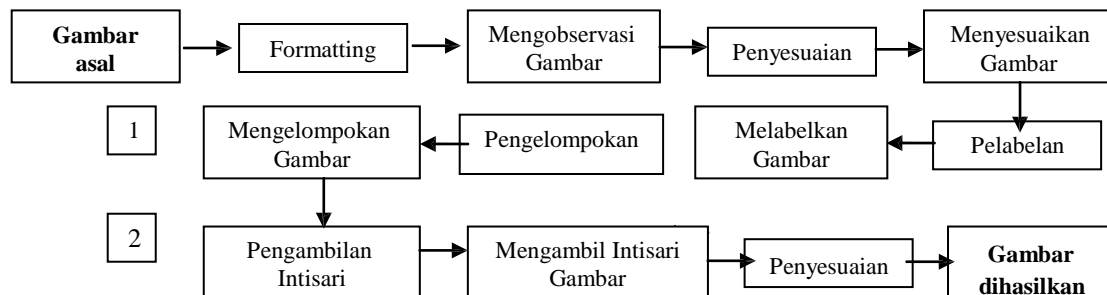 Gambar
asal
Formatting
Mengobservasi
Gambar
Penyesuaian
Menyesuaikan
Gambar
1
Mengelompokan
Gambar
Pengelompokan
Melabelkan
Gambar
Pelabelan
2
Pengambilan
Intisari
Mengambil Intisari
Gambar
Penyesuaian
Gambar
dihasilkan